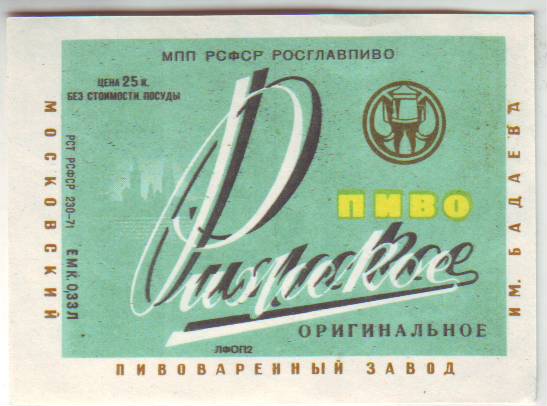 МПП РСФСР РОСГЛАВПИВО
ЦЕНА 25 К.
БЕЗ СТОИМОСТИ ПОСУДЫ
МОСКОВСКИЙ
РСТ РСФСР 230-71
ЕМК. 0,33 Л
Рижское
ПИВО
ОРИГИНАЛЬНОЕ
ЛФОП2
ПИВОВАРЕННЫЙ ЗАВОД
ИМ. БАДАЕВА